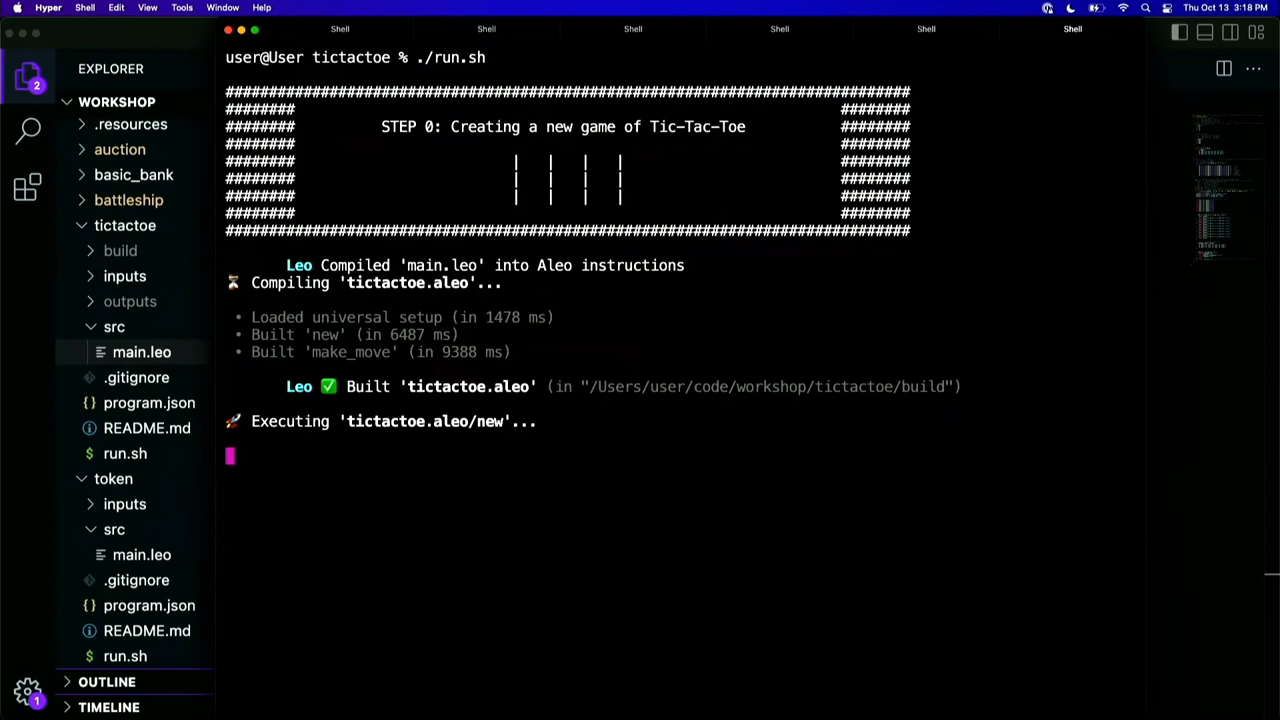 Hyper Shell Edit View Tools Window Help
Thu Oct 13 3:18 PM
Shell Shell Shell Shell Shell Shell
EXPLORER
WORKSHOP
.resources
auction
basic_bank
battleship
tictactoe
build
inputs
outputs
src
main.leo
.gitignore
{} program.json
README.md
$ run.sh
token
inputs
src
main.leo
.gitignore
{} program.json
README.md
$ run.sh
OUTLINE
TIMELINE
2
1
user@User tictactoe % ./run.sh
###############################################################################
######## ########
######## STEP 0: Creating a new game of Tic-Tac-Toe ########
######## ########
######## | | | | ########
######## | | | | ########
######## | | | | ########
######## ########
###############################################################################
Leo Compiled 'main.leo' into Aleo instructions
⏳ Compiling 'tictactoe.aleo'...
• Loaded universal setup (in 1478 ms)
• Built 'new' (in 6487 ms)
• Built 'make_move' (in 9388 ms)
Leo ✅ Built 'tictactoe.aleo' (in "/Users/user/code/workshop/tictactoe/build")
🚀 Executing 'tictactoe.aleo/new'...